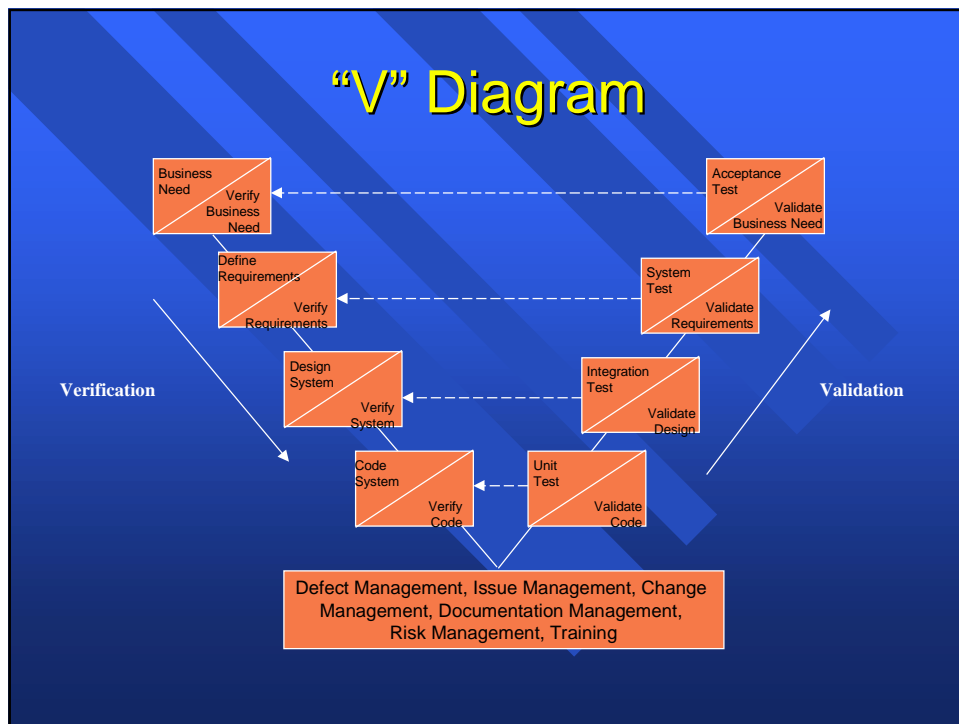 “V” Diagram
Business
Need
Verify
Business
Need
Acceptance
Test
Validate
Business Need
Define
Requirements
Verify
Requirements
System
Test
Validate
Requirements
Design
System
Verify
System
Integration
Test
Validate
Design
Verification
Validation
Code
System
Verify
Code
Unit
Test
Validate
Code
Defect Management, Issue Management, Change
Management, Documentation Management,
Risk Management, Training